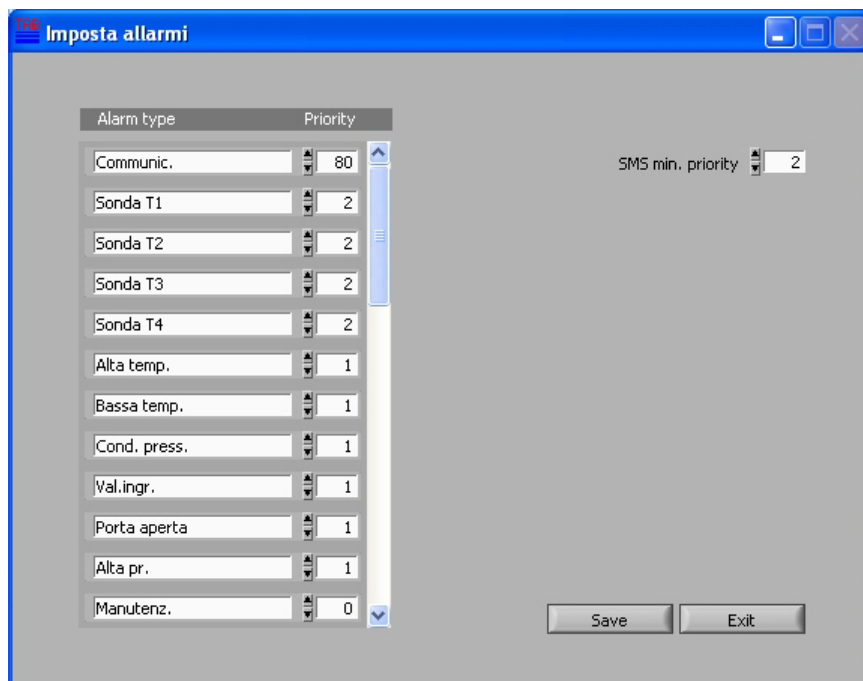 TAB
Imposta allarmi
Alarm type Priority
Communic. 80
Sonda T1 2
Sonda T2 2
Sonda T3 2
Sonda T4 2
Alta temp. 1
Bassa temp. 1
Cond. press. 1
Val.ingr. 1
Porta aperta 1
Alta pr. 1
Manutenz. 0
SMS min. priority 2
Save Exit